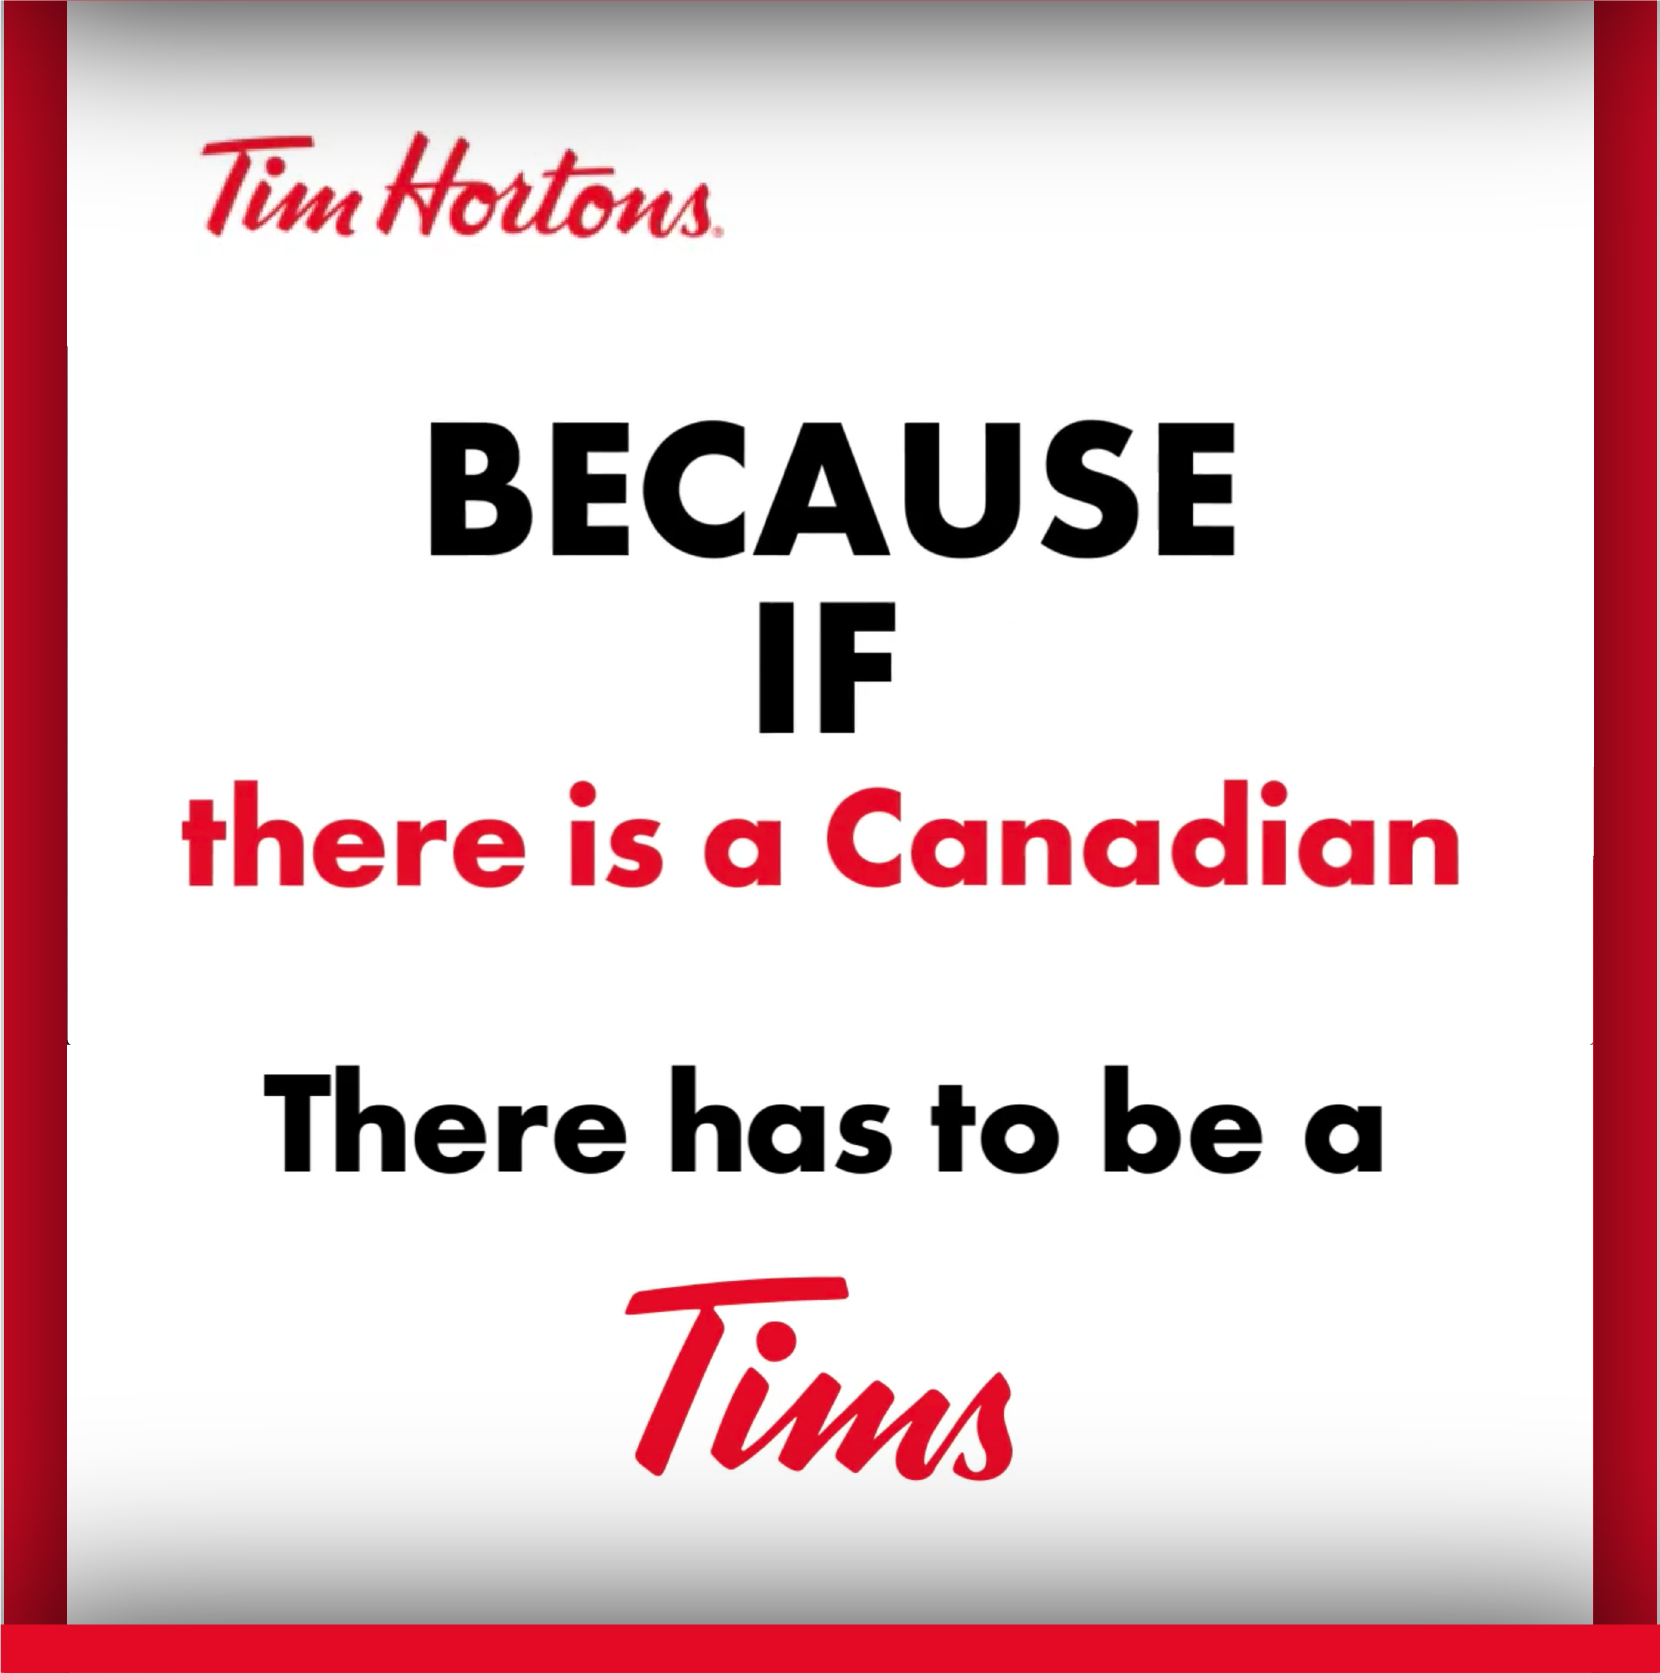 Tim Hortons®
BECAUSE
IF
there is a Canadian
There has to be a
Tims